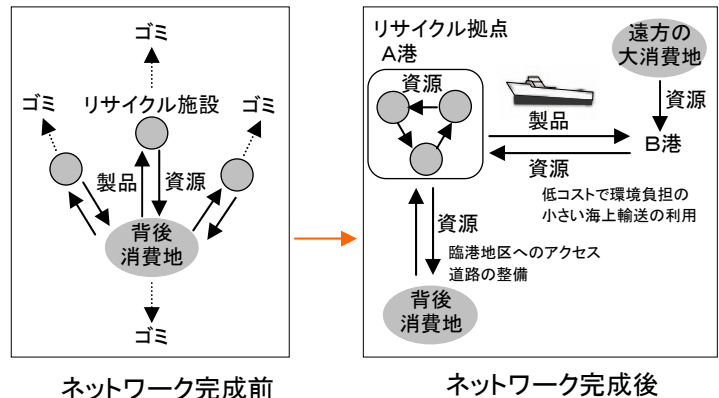 ゴミ
ゴミ
リサイクル施設
ゴミ
製品
資源
背後
消費地
ゴミ
ネットワーク完成前
リサイクル拠点
A港
資源
遠方の
大消費地
資源
製品
B港
資源
低コストで環境負担の
小さい海上輸送の利用
資源
臨港地区へのアクセス
道路の整備
背後
消費地
ネットワーク完成後